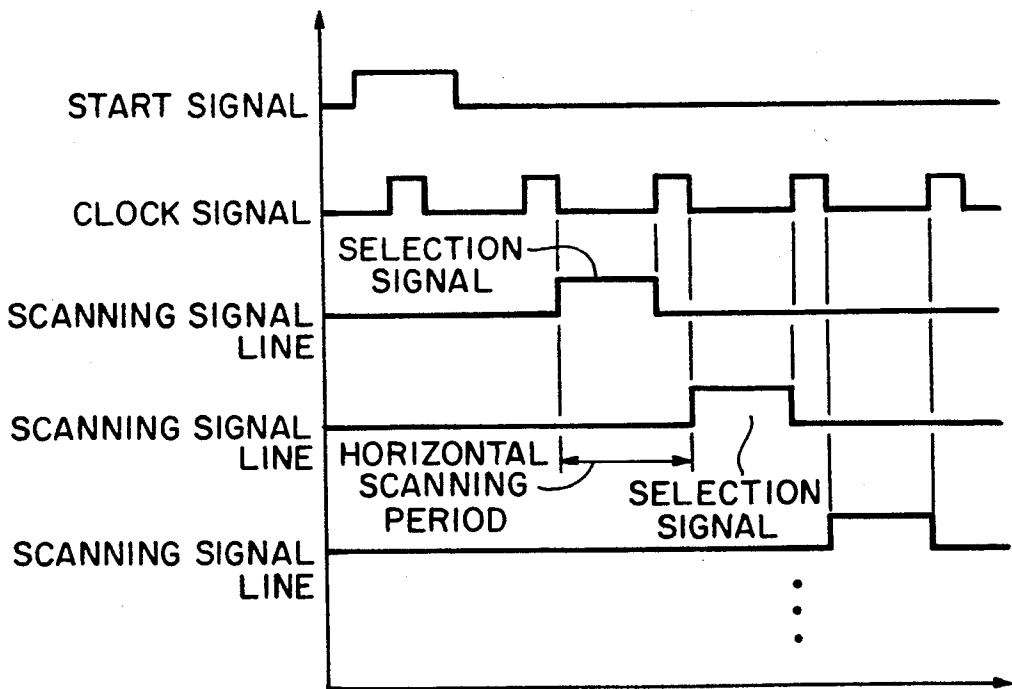 START SIGNAL
CLOCK SIGNAL
SELECTION
SIGNAL
SCANNING SIGNAL
LINE
SCANNING SIGNAL
LINE
HORIZONTAL
SCANNING
PERIOD
SELECTION
SIGNAL
SCANNING SIGNAL
LINE